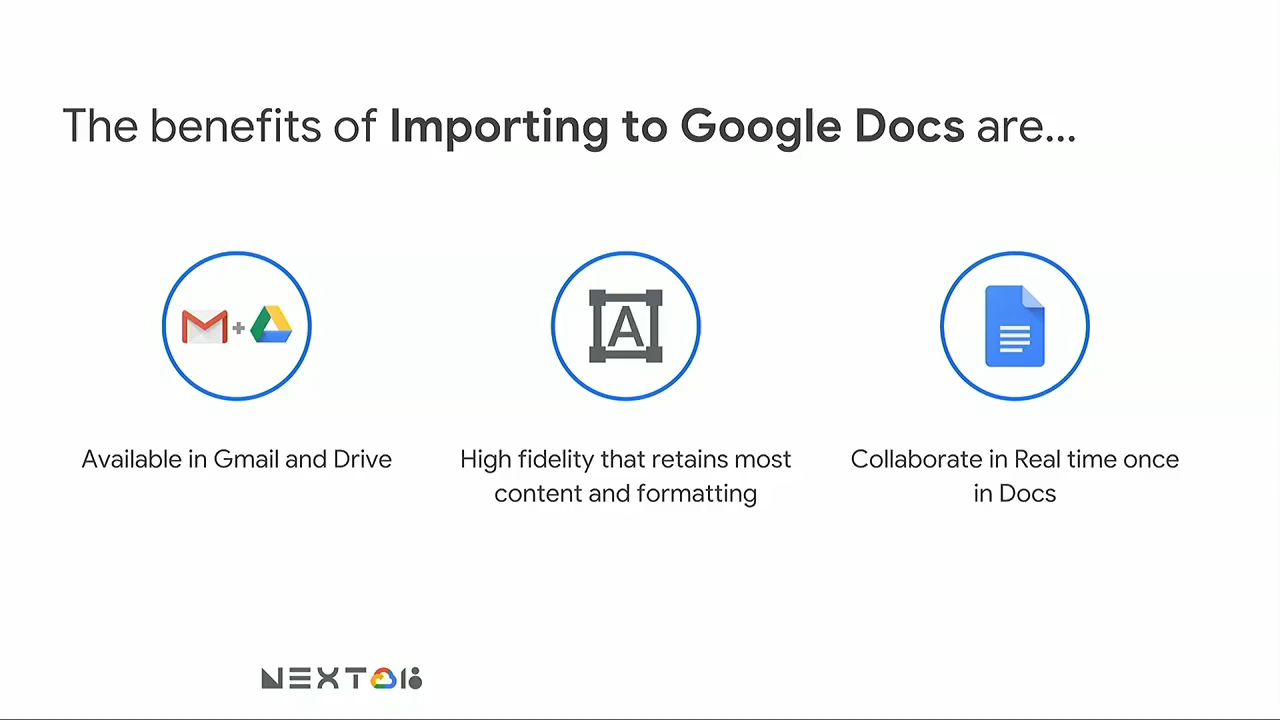 The benefits of Importing to Google Docs are...
Available in Gmail and Drive
High fidelity that retains most
content and formatting
A
Collaborate in Real time once
in Docs
NEXT 18